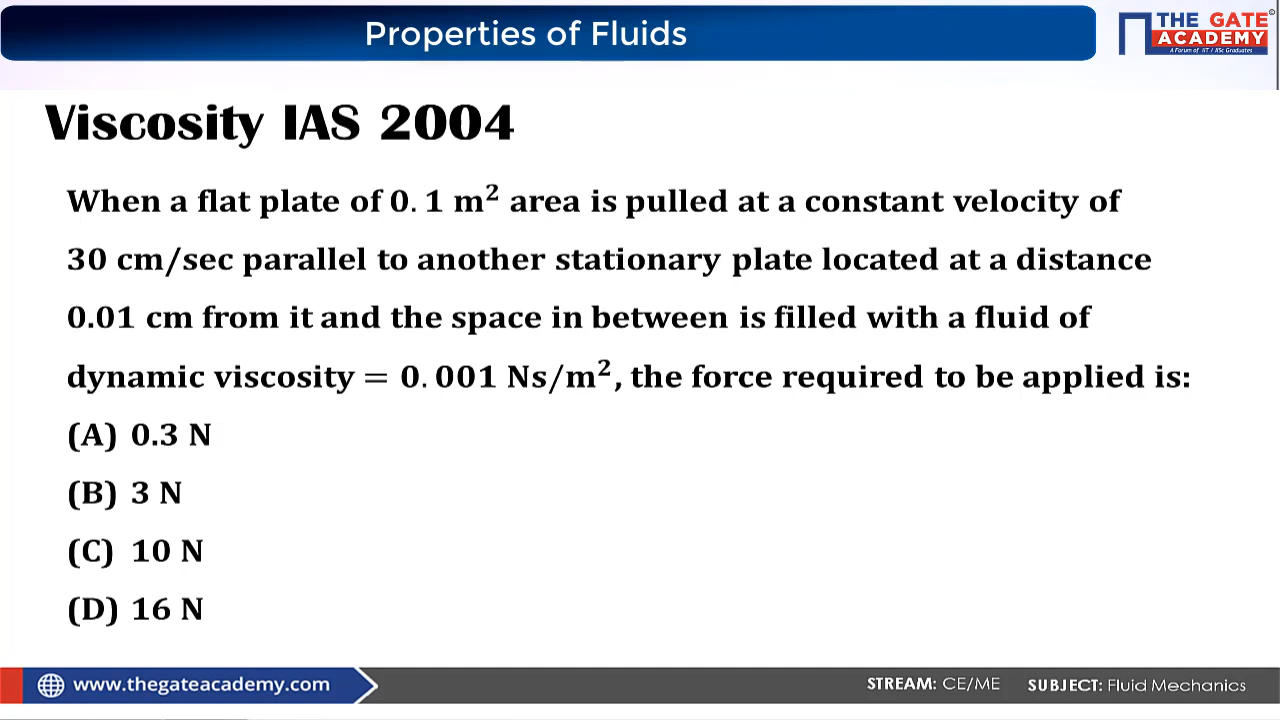 Properties of Fluids
THE GATE
ACADEMY
A Forum of IIT / IISc Graduates
Viscosity IAS 2004
When a flat plate of 0.1 m² area is pulled at a constant velocity of
30 cm/sec parallel to another stationary plate located at a distance
0.01 cm from it and the space in between is filled with a fluid of
dynamic viscosity = 0.001 Ns/m², the force required to be applied is:
(A) 0.3 N
(B) 3 N
(C) 10 N
(D) 16 N
www.thegateacademy.com
STREAM: CE/ME SUBJECT: Fluid Mechanics